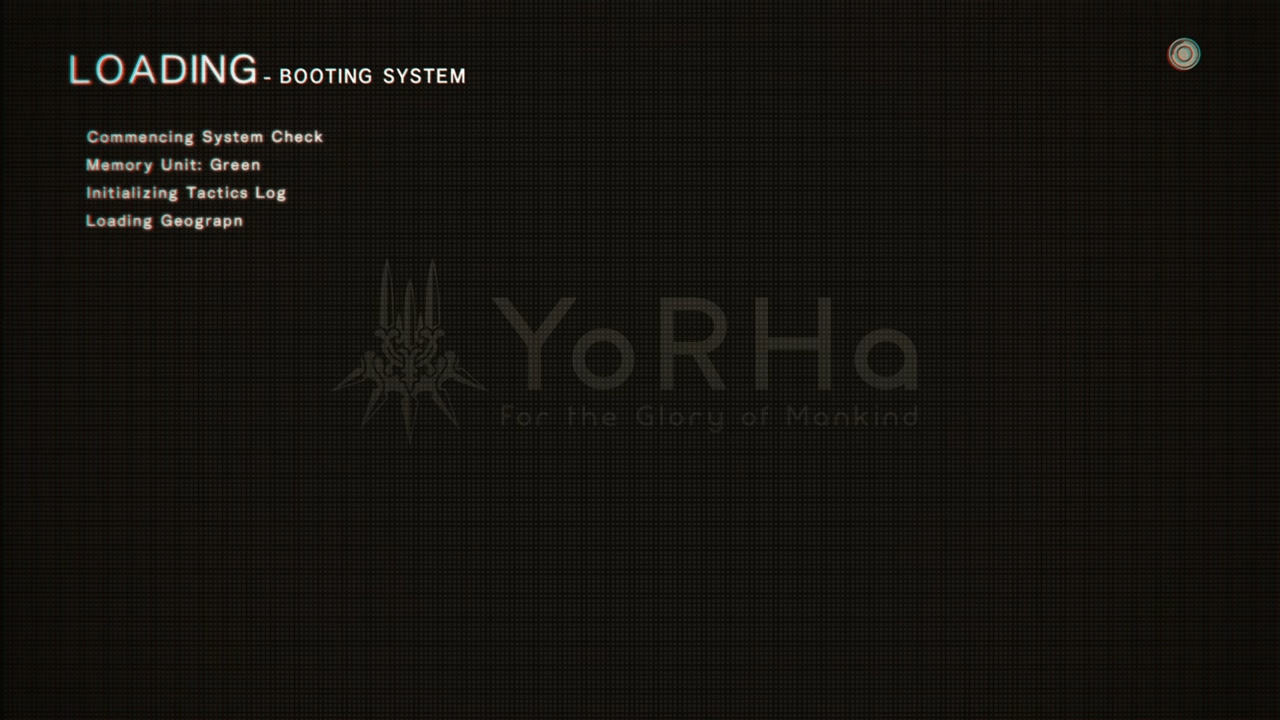 LOADING - BOOTING SYSTEM
Commencing System Check
Memory Unit: Green
Initializing Tactics Log
Loading Geograpn
YoRHa
For the Glory of Mankind